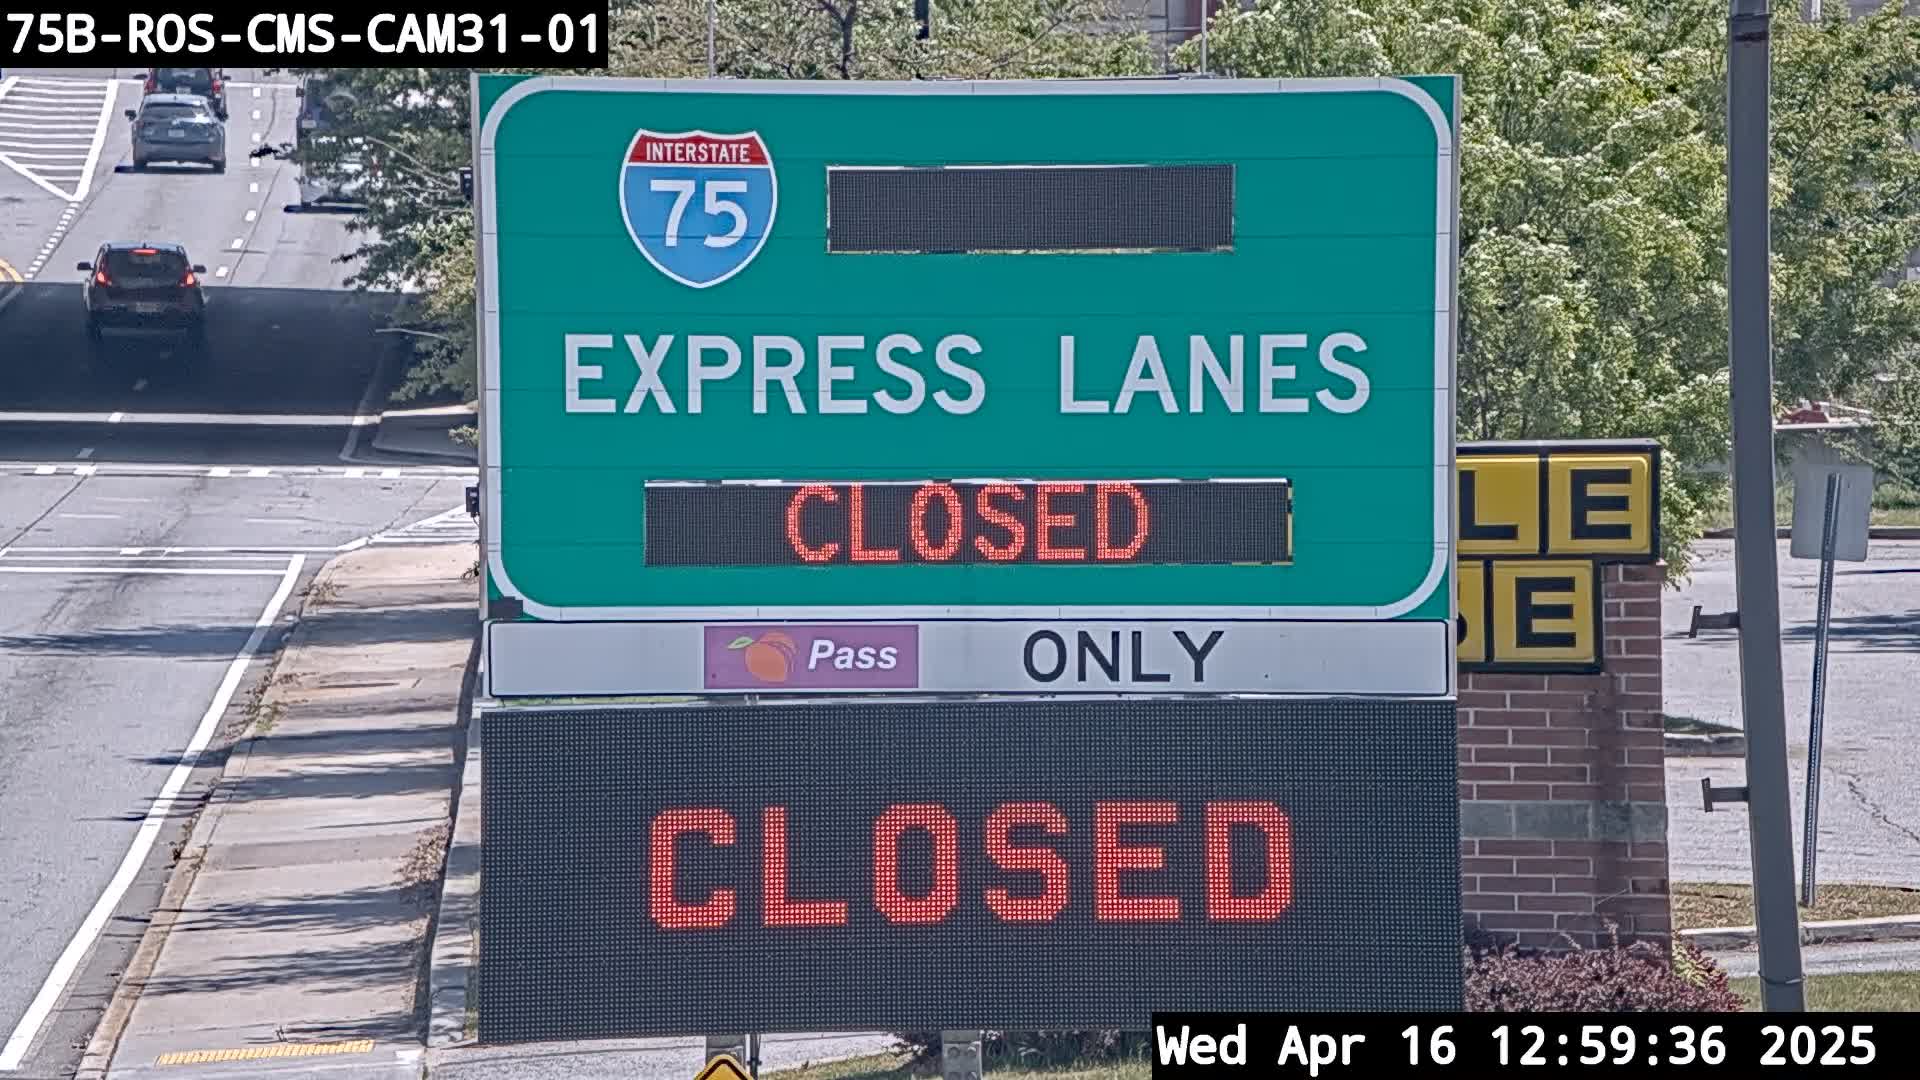 75B-ROS-CMS-CAM31-01
INTERSTATE
75
EXPRESS LANES
CLOSED
Pass ONLY
CLOSED
LE
E
Wed Apr 16 12:59:36 2025